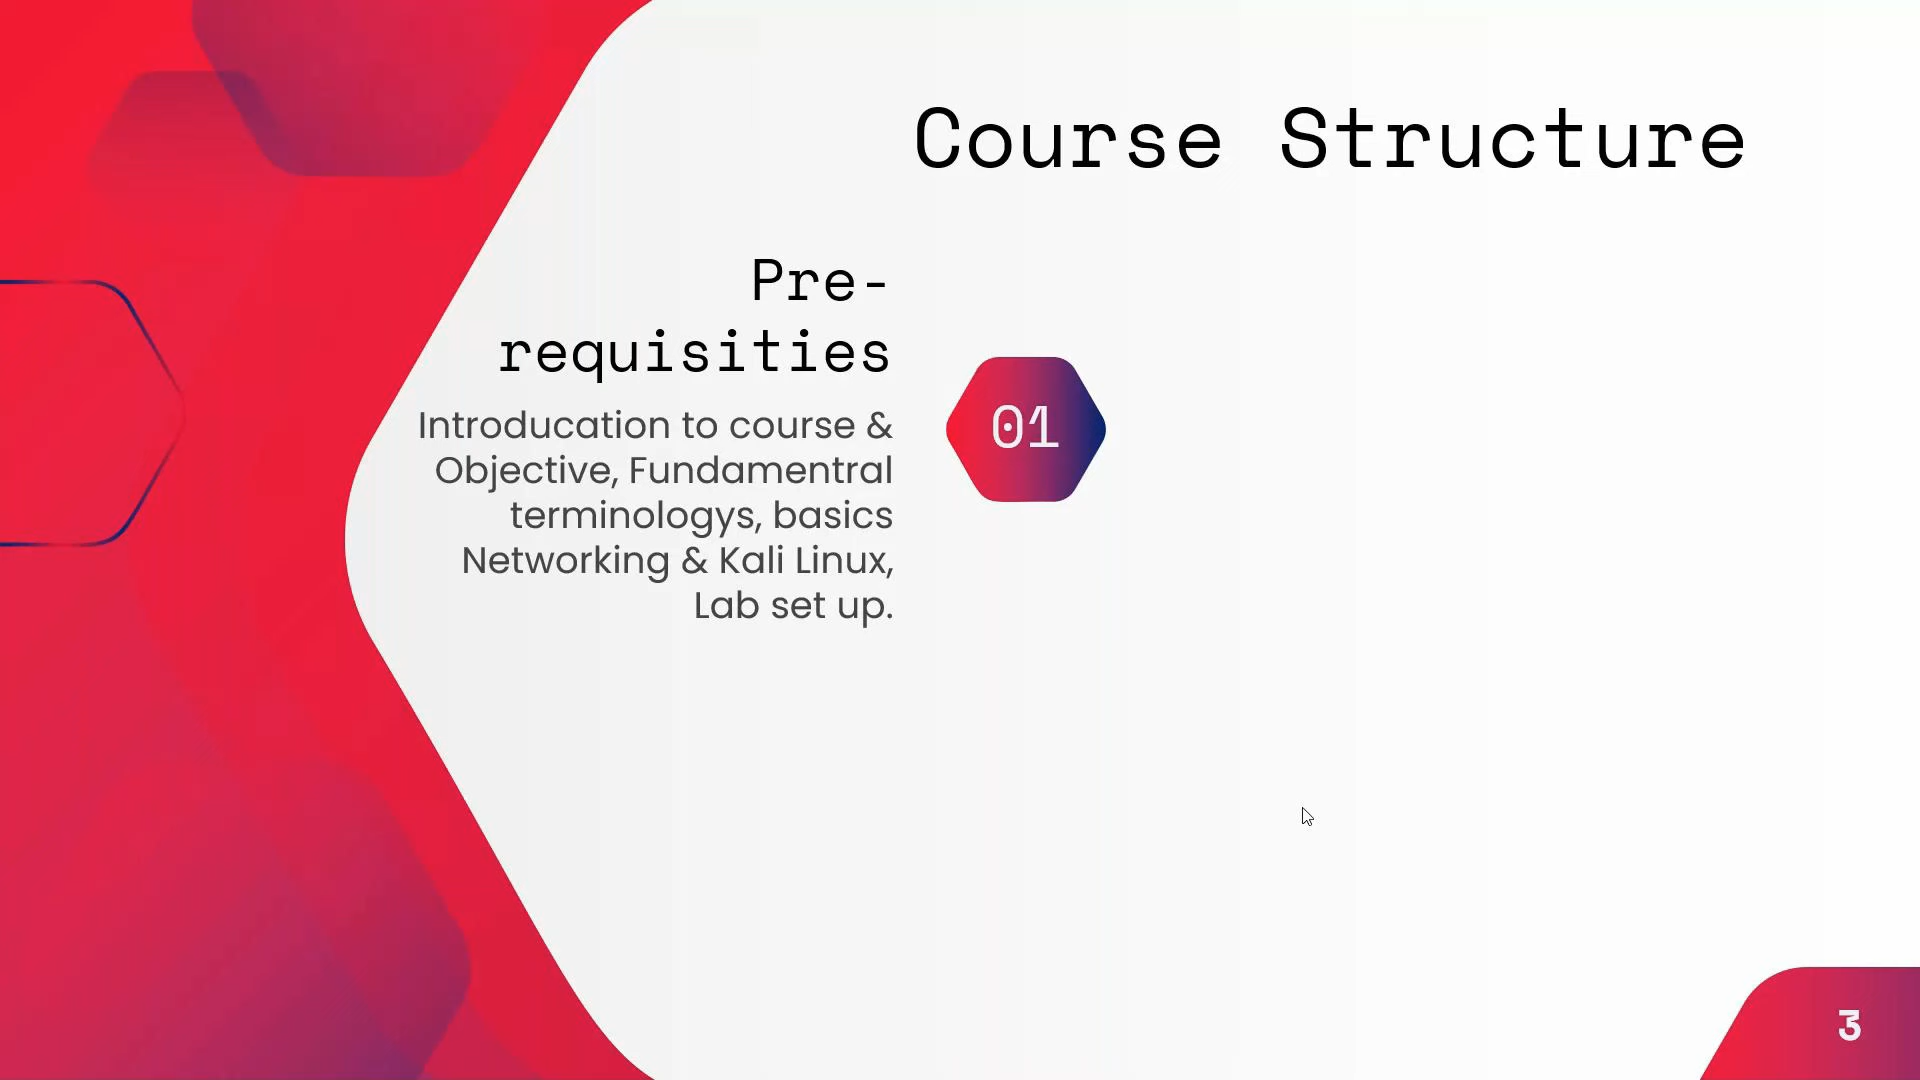 Course Structure
Pre-
requisities
01
Introducation to course &
Objective, Fundamentral
terminologys, basics
Networking & Kali Linux,
Lab set up.
3